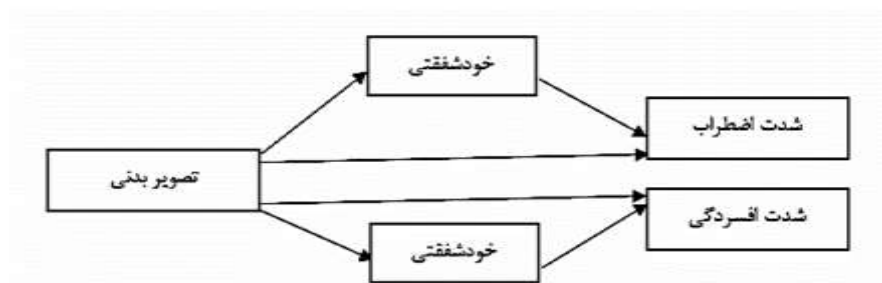 خودشفقتی
شدت اضطراب
تصویر بدنی
شدت افسردگی
خودشفقتی